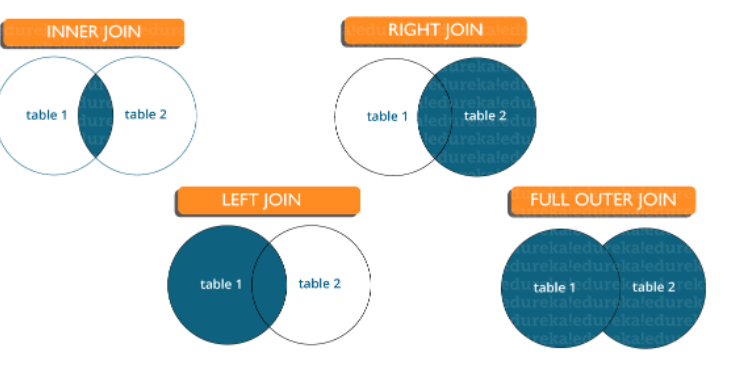 INNER JOIN
RIGHT JOIN
table 1
table 2
table 1
table 2
LEFT JOIN
FULL OUTER JOIN
table 1
table 2
table 1
table 2